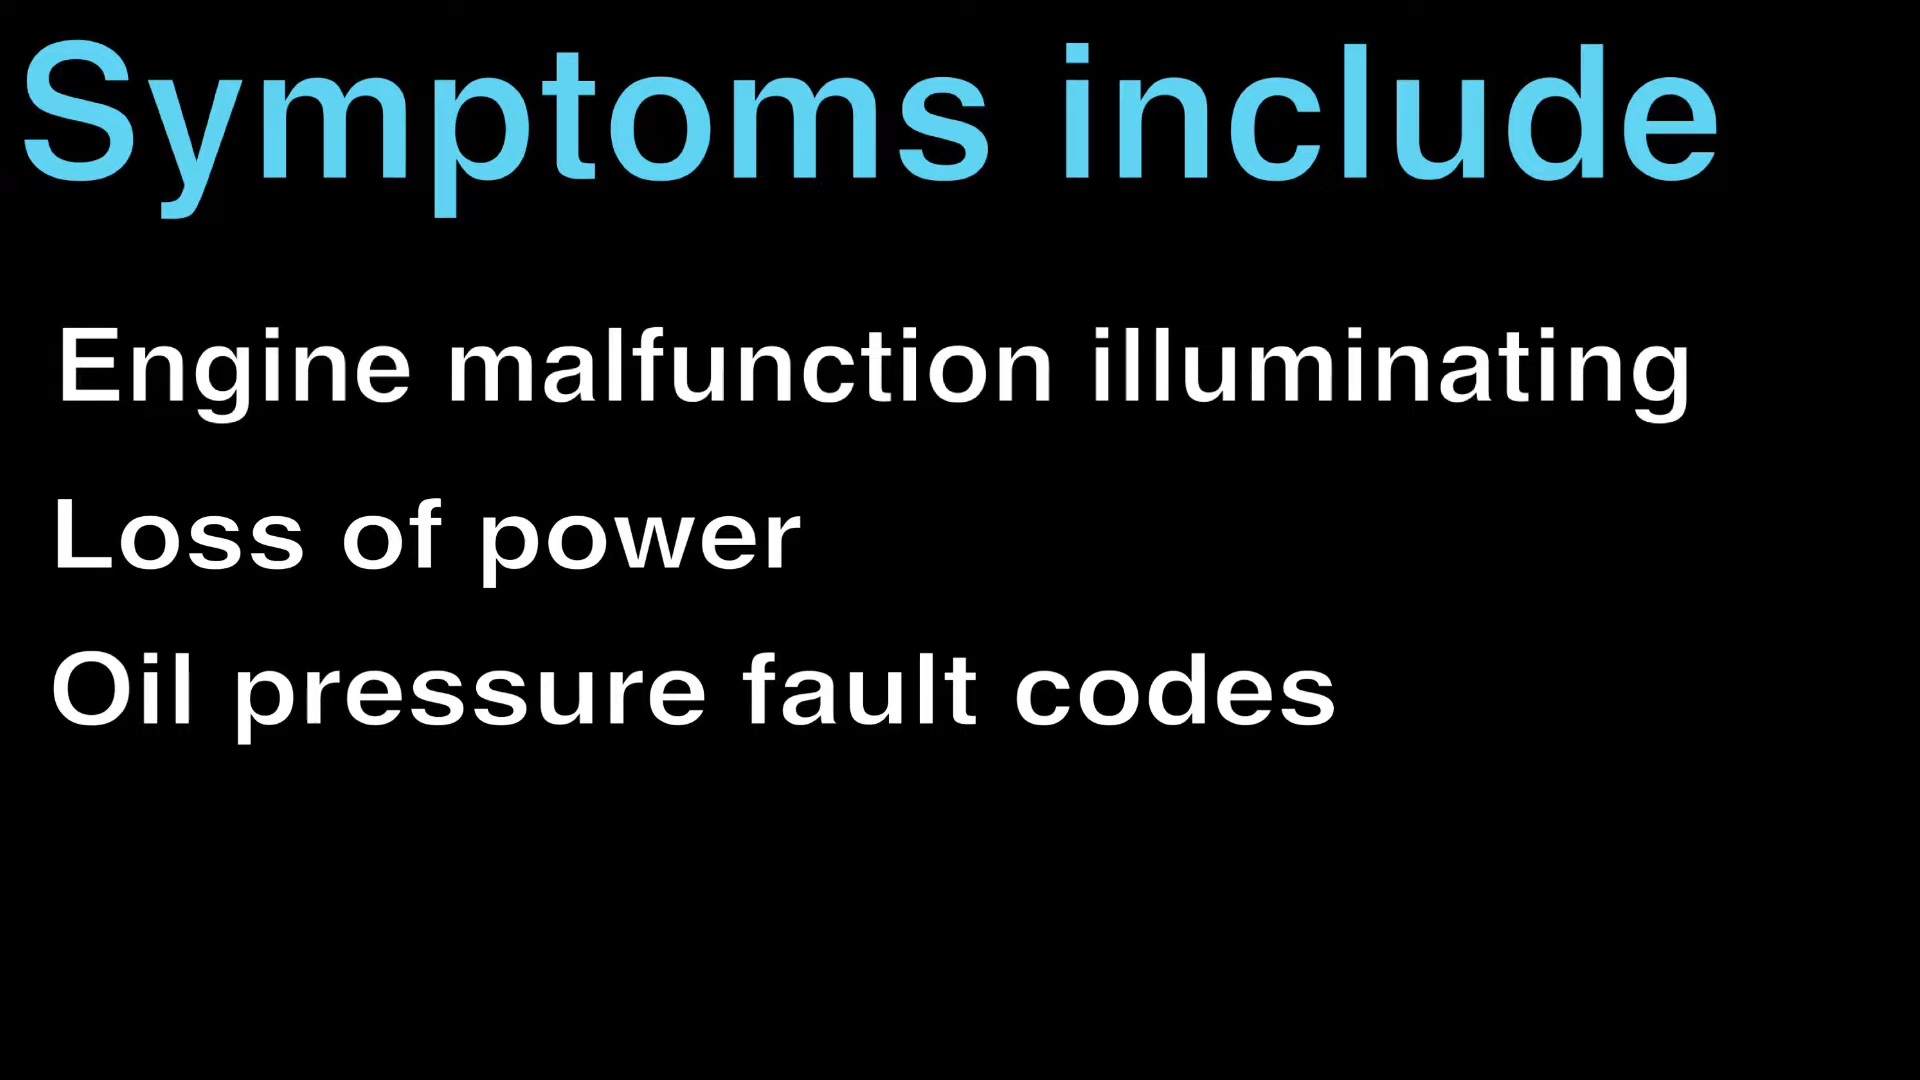 Symptoms include
Engine malfunction illuminating
Loss of power
Oil pressure fault codes